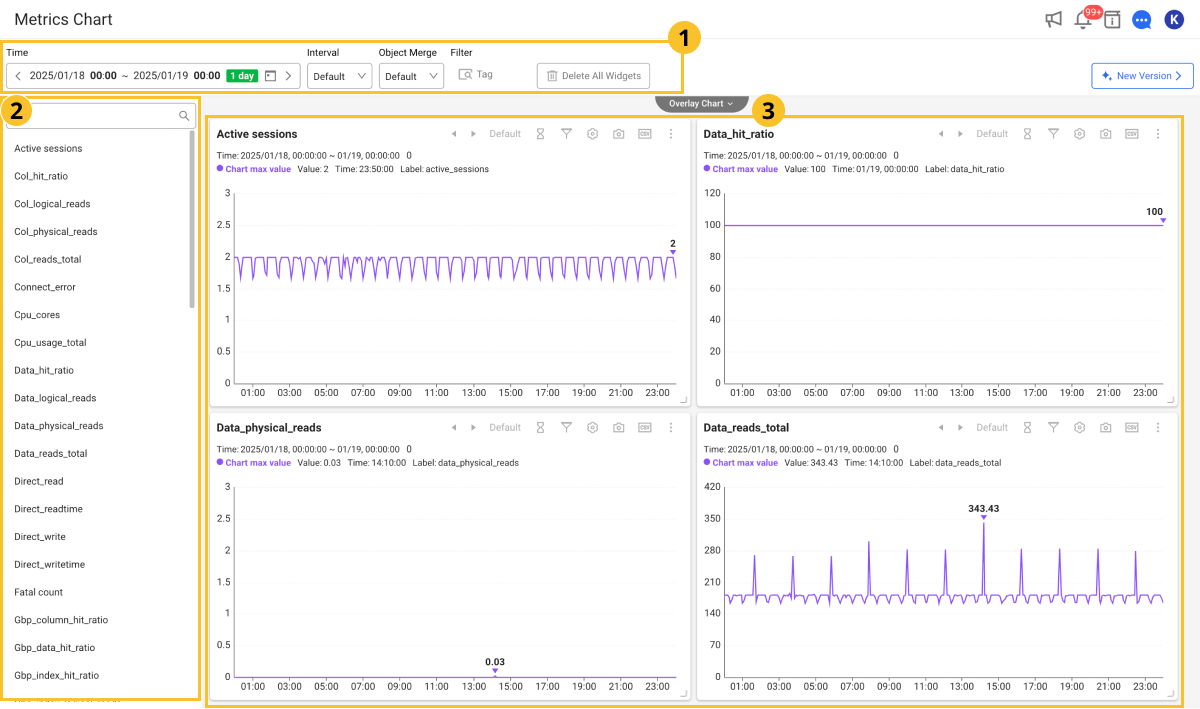 Metrics Chart
99+
K
1
Time
Interval
Object Merge
Filter
2025/01/18 00:00 ~ 2025/01/19 00:00 1 day
Default
Default
Tag
Delete All Widgets
New Version
2
Overlay Chart
3
Active sessions
Col_hit_ratio
Col_logical_reads
Col_physical_reads
Col_reads_total
Connect_error
Cpu_cores
Cpu_usage_total
Data_hit_ratio
Data_logical_reads
Data_physical_reads
Data_reads_total
Direct_read
Direct_readtime
Direct_write
Direct_writetime
Fatal count
Gbp_column_hit_ratio
Gbp_data_hit_ratio
Gbp_index_hit_ratio
Active sessions
Default
CSV
Time: 2025/01/18, 00:00:00 ~ 01/19, 00:00:00 0
Chart max value Value: 2 Time: 23:50:00 Label: active_sessions
3
2.5
2
1.5
1
0.5
0
2
01:00 03:00 05:00 07:00 09:00 11:00 13:00 15:00 17:00 19:00 21:00 23:00
Data_hit_ratio
Default
CSV
Time: 2025/01/18, 00:00:00 ~ 01/19, 00:00:00 0
Chart max value Value: 100 Time: 01/19, 00:00:00 Label: data_hit_ratio
120
100
80
60
40
20
0
100
01:00 03:00 05:00 07:00 09:00 11:00 13:00 15:00 17:00 19:00 21:00 23:00
Data_physical_reads
Default
CSV
Time: 2025/01/18, 00:00:00 ~ 01/19, 00:00:00 0
Chart max value Value: 0.03 Time: 14:10:00 Label: data_physical_reads
3
2.5
2
1.5
1
0.5
0
0.03
01:00 03:00 05:00 07:00 09:00 11:00 13:00 15:00 17:00 19:00 21:00 23:00
Data_reads_total
Default
CSV
Time: 2025/01/18, 00:00:00 ~ 01/19, 00:00:00 0
Chart max value Value: 343.43 Time: 14:10:00 Label: data_reads_total
420
350
280
210
140
70
0
343.43
01:00 03:00 05:00 07:00 09:00 11:00 13:00 15:00 17:00 19:00 21:00 23:00